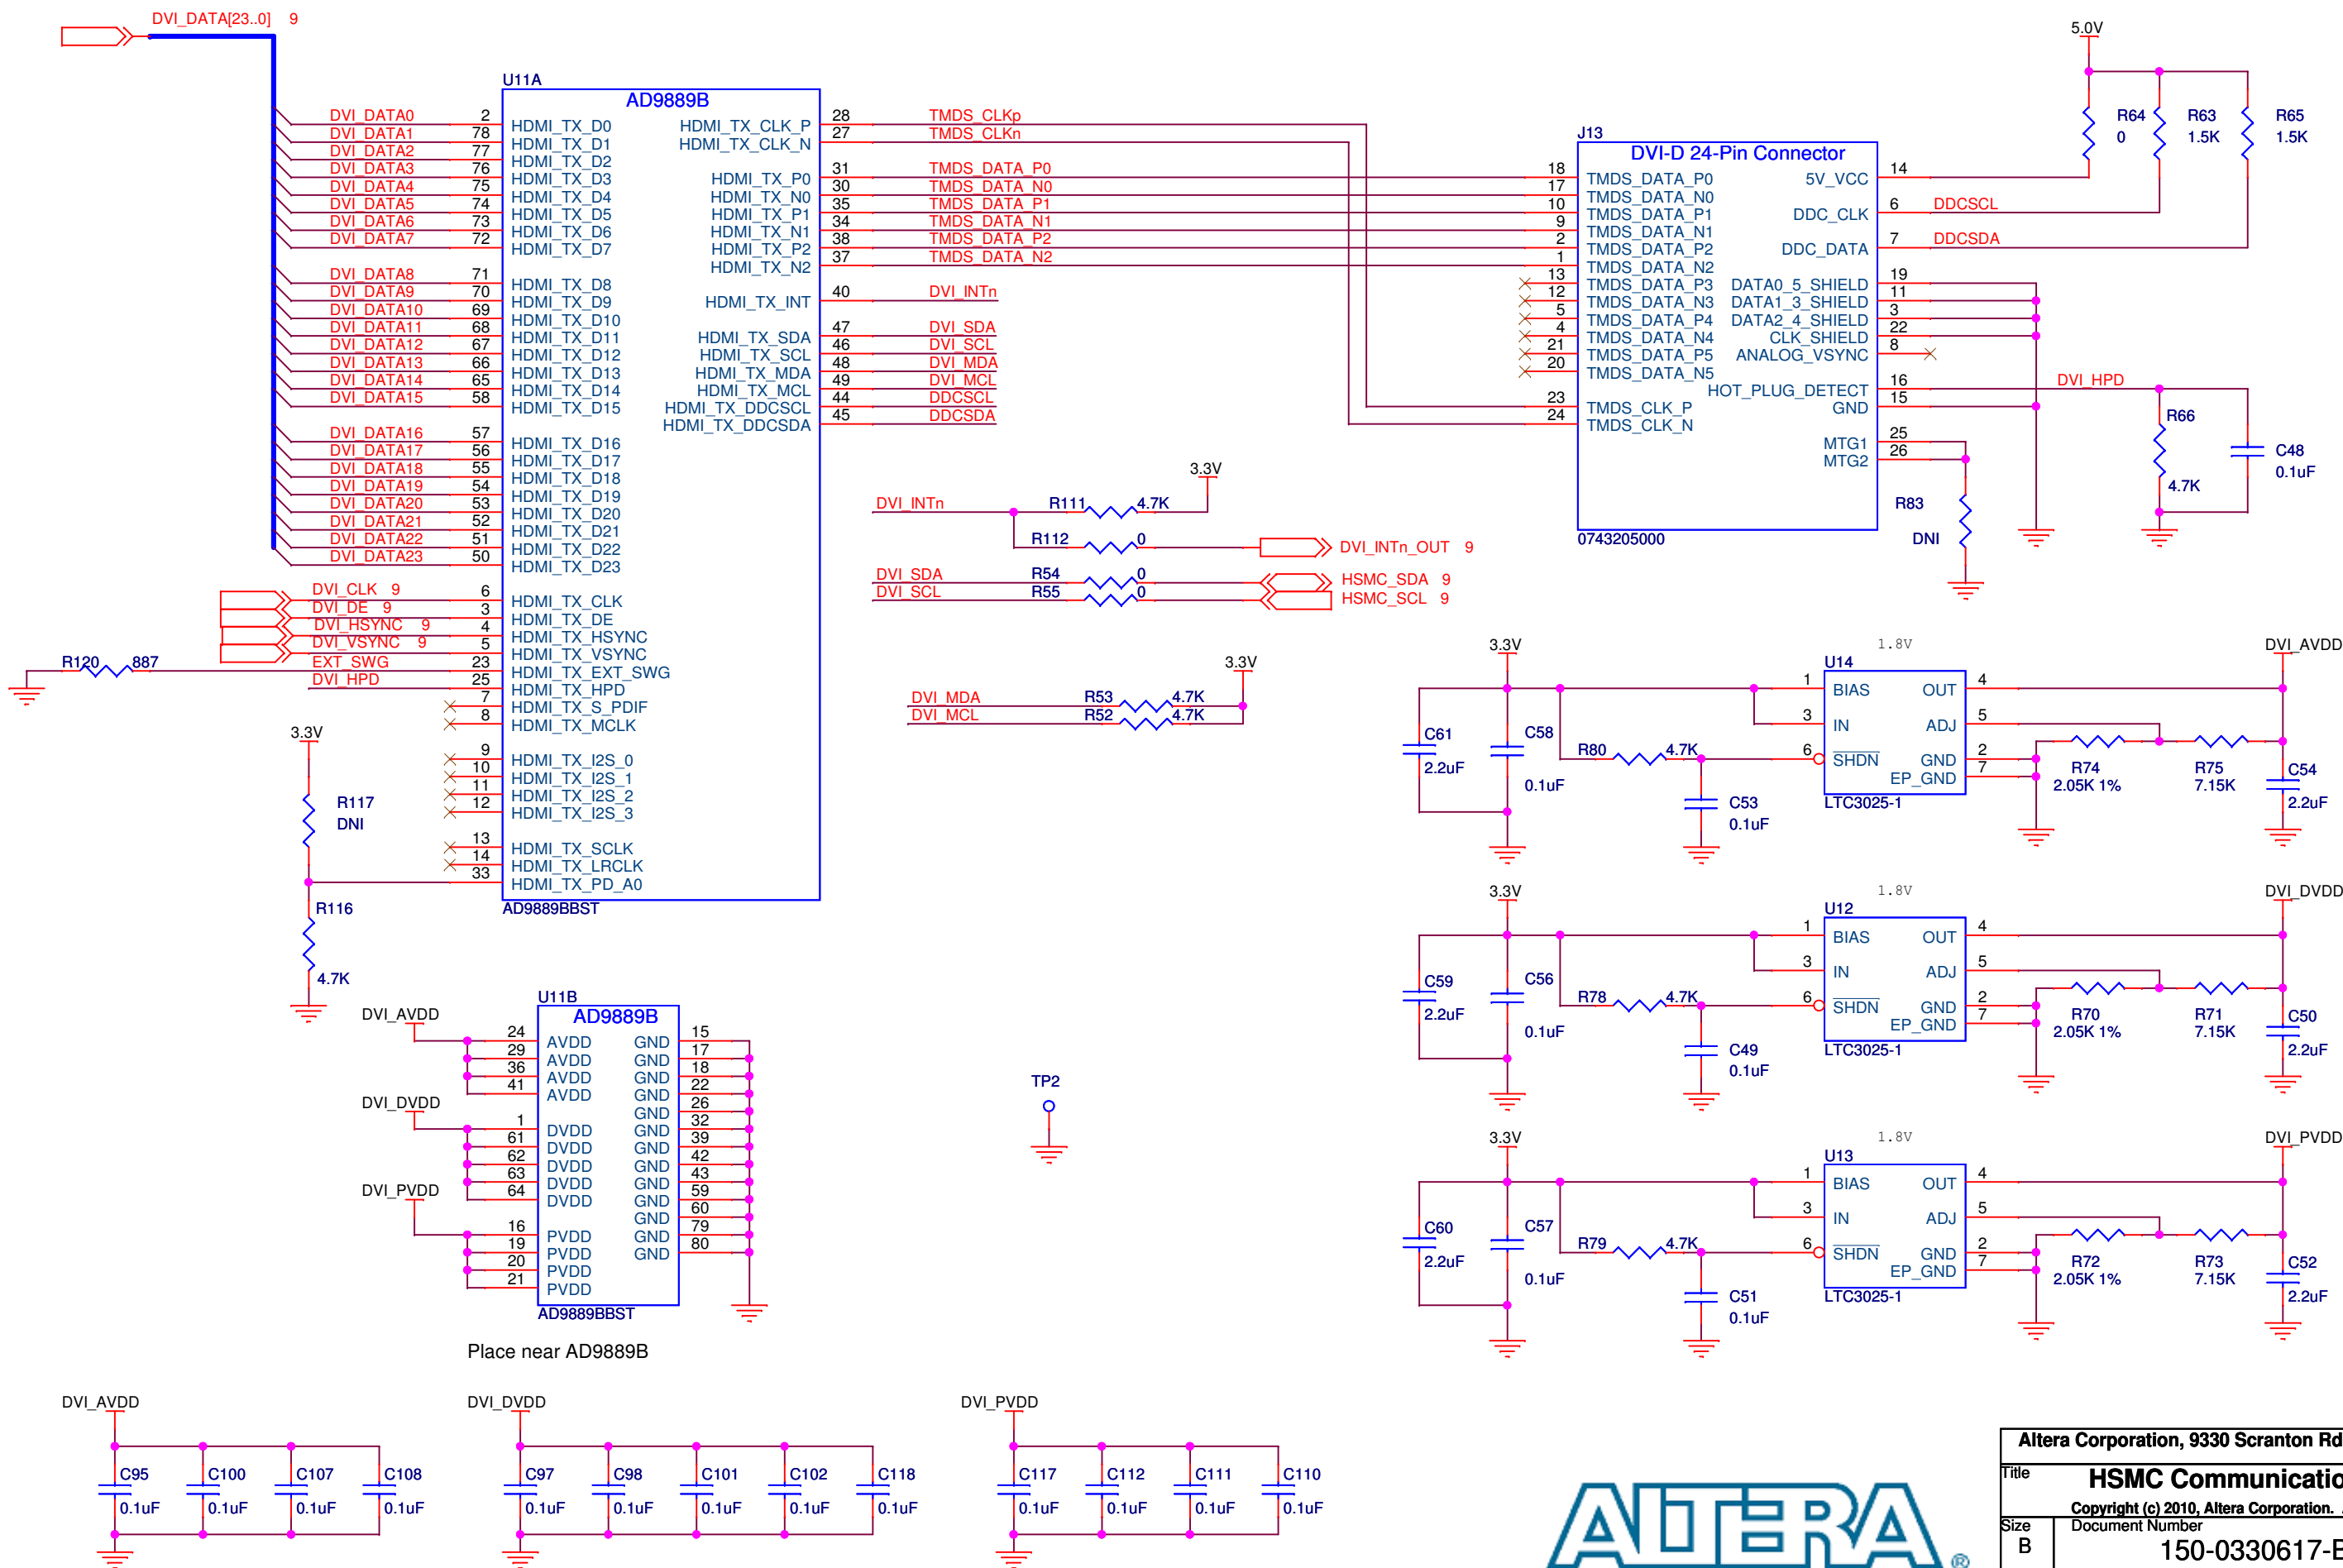 DVI_DATA[23..0] 9
U11A
AD9889B
DVI_DATA0 2 HDMI_TX_D0
DVI_DATA1 78 HDMI_TX_D1
DVI_DATA2 77 HDMI_TX_D2
DVI_DATA3 76 HDMI_TX_D3
DVI_DATA4 75 HDMI_TX_D4
DVI_DATA5 74 HDMI_TX_D5
DVI_DATA6 73 HDMI_TX_D6
DVI_DATA7 72 HDMI_TX_D7
DVI_DATA8 71 HDMI_TX_D8
DVI_DATA9 70 HDMI_TX_D9
DVI_DATA10 69 HDMI_TX_D10
DVI_DATA11 68 HDMI_TX_D11
DVI_DATA12 67 HDMI_TX_D12
DVI_DATA13 66 HDMI_TX_D13
DVI_DATA14 65 HDMI_TX_D14
DVI_DATA15 58 HDMI_TX_D15
DVI_DATA16 57 HDMI_TX_D16
DVI_DATA17 56 HDMI_TX_D17
DVI_DATA18 55 HDMI_TX_D18
DVI_DATA19 54 HDMI_TX_D19
DVI_DATA20 53 HDMI_TX_D20
DVI_DATA21 52 HDMI_TX_D21
DVI_DATA22 51 HDMI_TX_D22
DVI_DATA23 50 HDMI_TX_D23
DVI_CLK 9 6 HDMI_TX_CLK
DVI_DE 9 3 HDMI_TX_DE
DVI_HSYNC 9 4 HDMI_TX_HSYNC
DVI_VSYNC 9 5 HDMI_TX_VSYNC
R120 887 EXT_SWG 23 HDMI_TX_EXT_SWG
DVI_HPD 25 HDMI_TX_HPD
7 HDMI_TX_S_PDIF
8 HDMI_TX_MCLK
9 HDMI_TX_I2S_0
10 HDMI_TX_I2S_1
11 HDMI_TX_I2S_2
12 HDMI_TX_I2S_3
13 HDMI_TX_SCLK
14 HDMI_TX_LRCLK
33 HDMI_TX_PD_A0
AD9889BBST
3.3V
R117
DNI
R116
4.7K
HDMI_TX_CLK_P 28 TMDS_CLKp
HDMI_TX_CLK_N 27 TMDS_CLKn
HDMI_TX_P0 31 TMDS_DATA_P0
HDMI_TX_N0 30 TMDS_DATA_N0
HDMI_TX_P1 35 TMDS_DATA_P1
HDMI_TX_N1 34 TMDS_DATA_N1
HDMI_TX_P2 38 TMDS_DATA_P2
HDMI_TX_N2 37 TMDS_DATA_N2
HDMI_TX_INT 40 DVI_INTn
HDMI_TX_SDA 47 DVI_SDA
HDMI_TX_SCL 46 DVI_SCL
HDMI_TX_MDA 48 DVI_MDA
HDMI_TX_MCL 49 DVI_MCL
HDMI_TX_DDCSCL 44 DDCSCL
HDMI_TX_DDCSDA 45 DDCSDA
3.3V
DVI_INTn R111 4.7K
R112 0 DVI_INTn_OUT 9
DVI_SDA R54 0 HSMC_SDA 9
DVI_SCL R55 0 HSMC_SCL 9
3.3V
DVI_MDA R53 4.7K
DVI_MCL R52 4.7K
J13
DVI-D 24-Pin Connector
18 TMDS_DATA_P0
17 TMDS_DATA_N0
10 TMDS_DATA_P1
9 TMDS_DATA_N1
2 TMDS_DATA_P2
1 TMDS_DATA_N2
13 TMDS_DATA_P3
12 TMDS_DATA_N3
5 TMDS_DATA_P4
4 TMDS_DATA_N4
21 TMDS_DATA_P5
20 TMDS_DATA_N5
23 TMDS_CLK_P
24 TMDS_CLK_N
5V_VCC 14
DDC_CLK 6 DDCSCL
DDC_DATA 7 DDCSDA
DATA0_5_SHIELD 19
DATA1_3_SHIELD 11
DATA2_4_SHIELD 3
CLK_SHIELD 22
ANALOG_VSYNC 8
HOT_PLUG_DETECT 16 DVI_HPD
GND 15
MTG1 25
MTG2 26
0743205000
5.0V
R64 R63 R65
0 1.5K 1.5K
R66
4.7K
C48
0.1uF
R83
DNI
3.3V 1.8V DVI_AVDD
U14
1 BIAS OUT 4
3 IN ADJ 5
6 SHDN GND 2
EP_GND 7
LTC3025-1
C61
2.2uF
C58
0.1uF
R80 4.7K
C53
0.1uF
R74
2.05K 1%
R75
7.15K
C54
2.2uF
3.3V 1.8V DVI_DVDD
U12
1 BIAS OUT 4
3 IN ADJ 5
6 SHDN GND 2
EP_GND 7
LTC3025-1
C59
2.2uF
C56
0.1uF
R78 4.7K
C49
0.1uF
R70
2.05K 1%
R71
7.15K
C50
2.2uF
3.3V 1.8V DVI_PVDD
U13
1 BIAS OUT 4
3 IN ADJ 5
6 SHDN GND 2
EP_GND 7
LTC3025-1
C60
2.2uF
C57
0.1uF
R79 4.7K
C51
0.1uF
R72
2.05K 1%
R73
7.15K
C52
2.2uF
U11B
AD9889B
DVI_AVDD
24 AVDD GND 15
29 AVDD GND 17
36 AVDD GND 18
41 AVDD GND 22
GND 26
DVI_DVDD
1 DVDD GND 32
61 DVDD GND 39
62 DVDD GND 42
63 DVDD GND 43
64 DVDD GND 59
GND 60
DVI_PVDD
16 PVDD GND 79
19 PVDD GND 80
20 PVDD
21 PVDD
AD9889BBST
TP2
Place near AD9889B
DVI_AVDD
C95 C100 C107 C108
0.1uF 0.1uF 0.1uF 0.1uF
DVI_DVDD
C97 C98 C101 C102 C118
0.1uF 0.1uF 0.1uF 0.1uF 0.1uF
DVI_PVDD
C117 C112 C111 C110
0.1uF 0.1uF 0.1uF 0.1uF
ALTERA ®
Altera Corporation, 9330 Scranton Rd
Title
HSMC Communicatio
Copyright (c) 2010, Altera Corporation.
Size
B
Document Number
150-0330617-